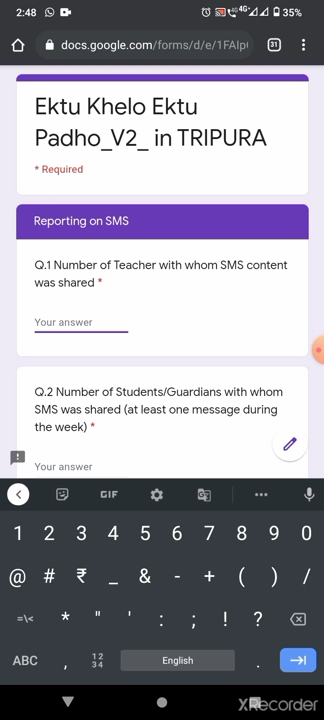 2:48 4G 35%
docs.google.com/forms/d/e/1FAIp 31
Ektu Khelo Ektu
Padho_V2_ in TRIPURA
* Required
Reporting on SMS
Q.1 Number of Teacher with whom SMS content
was shared *
Your answer
Q.2 Number of Students/Guardians with whom
SMS was shared (at least one message during
the week) *
Your answer
GIF
1 2 3 4 5 6 7 8 9 0
@ # ₹ _ & - + ( ) /
=\< * " ' : ; ! ?
ABC , 12 34 English .
XRecorder